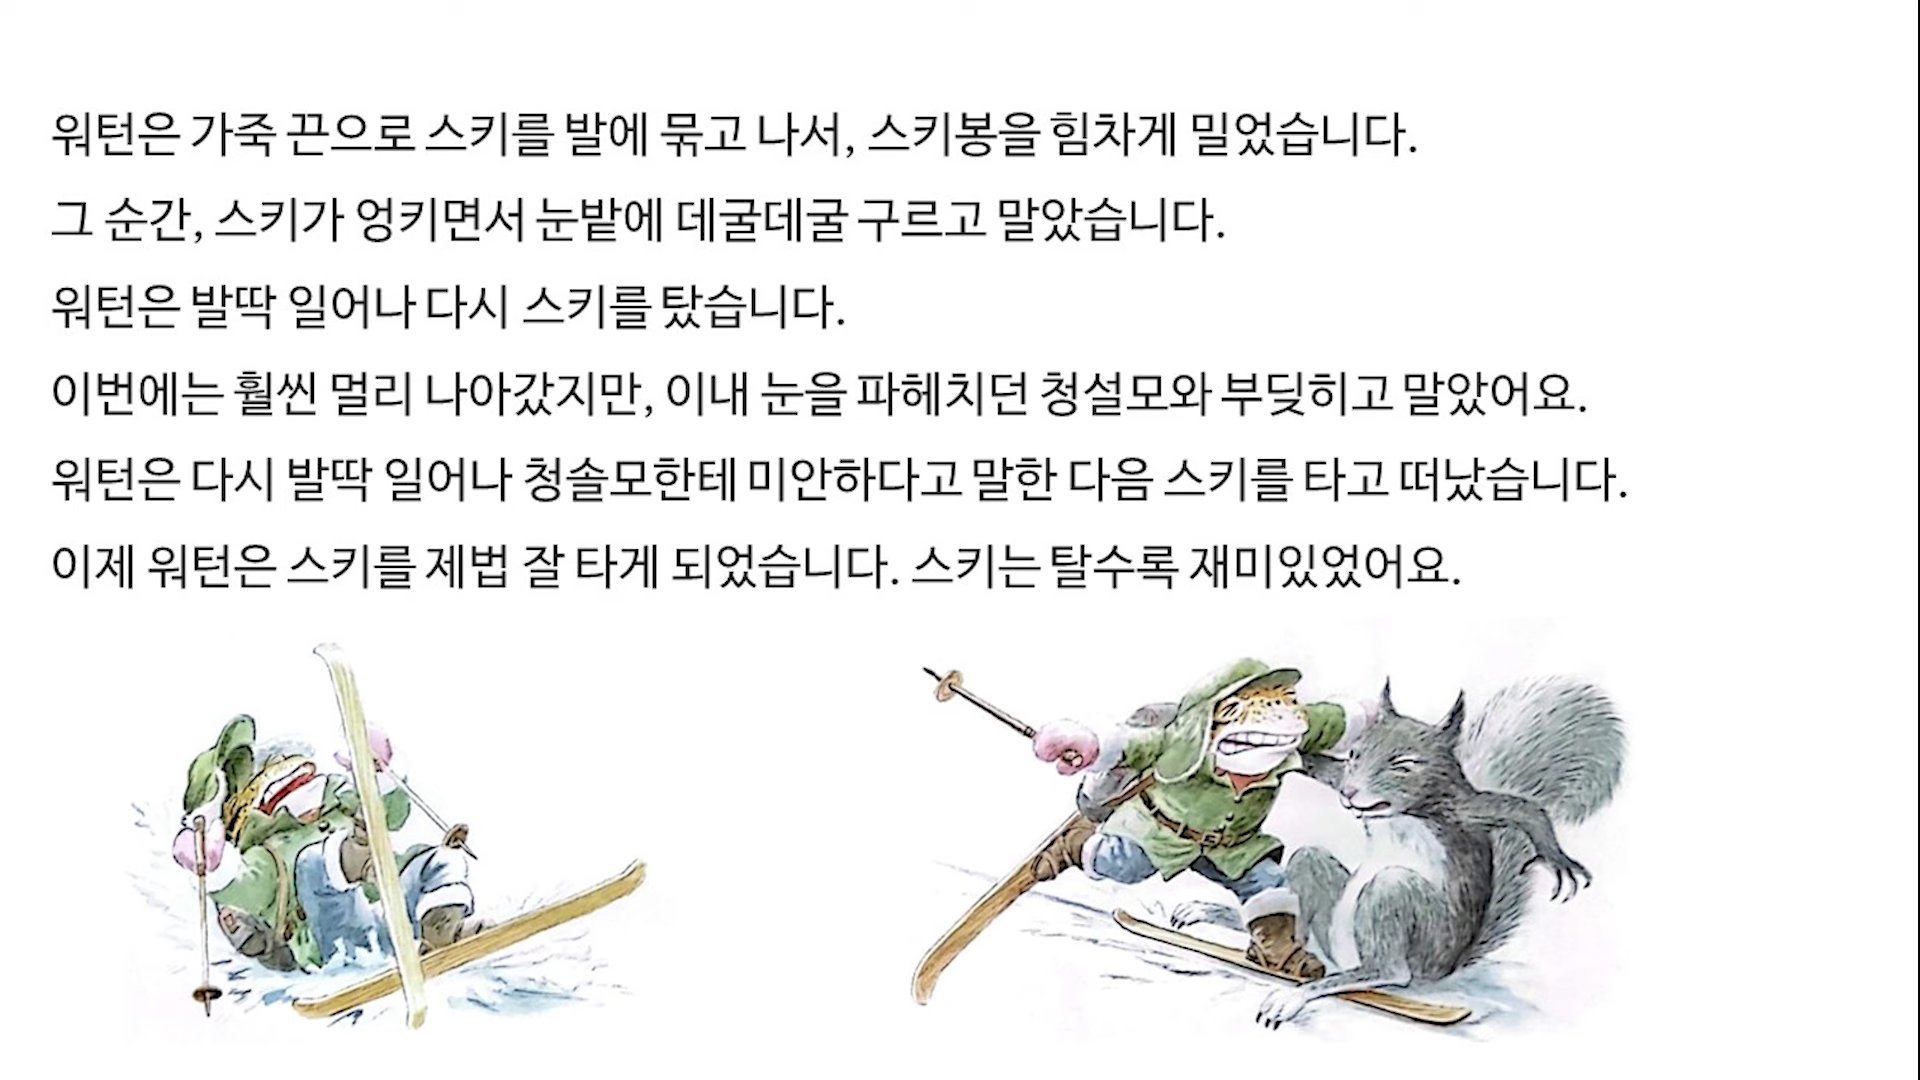 워턴은 가죽 끈으로 스키를 발에 묶고 나서, 스키봉을 힘차게 밀었습니다.
그 순간, 스키가 엉키면서 눈밭에 데굴데굴 구르고 말았습니다.
워턴은 발딱 일어나 다시 스키를 탔습니다.
이번에는 훨씬 멀리 나아갔지만, 이내 눈을 파헤치던 청설모와 부딪히고 말았어요.
워턴은 다시 발딱 일어나 청솔모한테 미안하다고 말한 다음 스키를 타고 떠났습니다.
이제 워턴은 스키를 제법 잘 타게 되었습니다. 스키는 탈수록 재미있었어요.